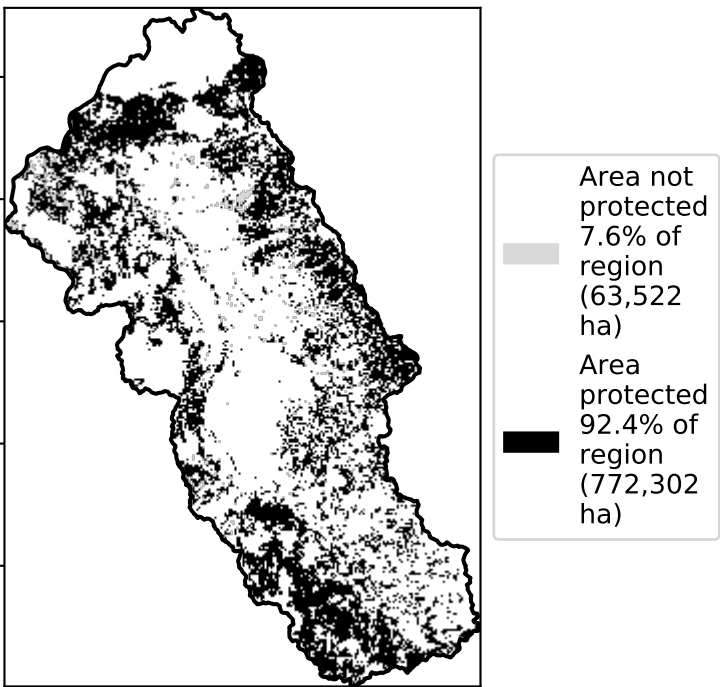 Area not
protected
7.6% of
region
(63,522
ha)
Area
protected
92.4% of
region
(772,302
ha)